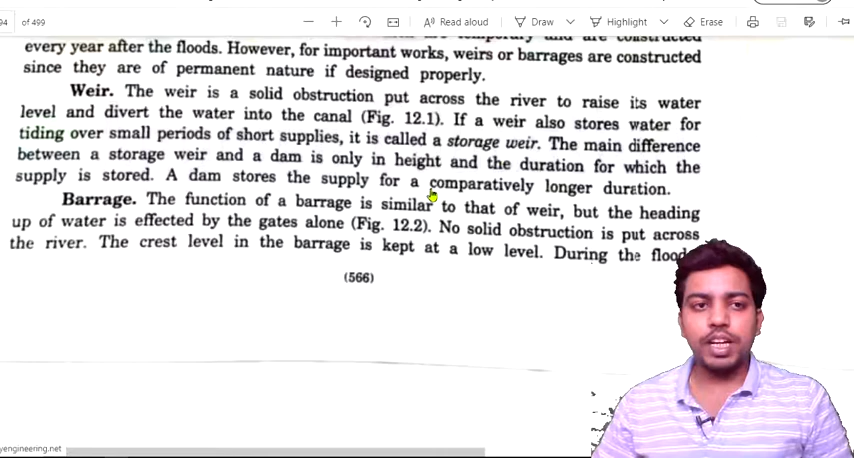 94 of 499
Read aloud
Draw
Highlight
Erase
every year after the floods. However, for important works, weirs or barrages are constructed
since they are of permanent nature if designed properly.
Weir. The weir is a solid obstruction put across the river to raise its water
level and divert the water into the canal (Fig. 12.1). If a weir also stores water for
tiding over small periods of short supplies, it is called a storage weir. The main difference
between a storage weir and a dam is only in height and the duration for which the
supply is stored. A dam stores the supply for a comparatively longer duration.
Barrage. The function of a barrage is similar to that of weir, but the heading
up of water is effected by the gates alone (Fig. 12.2). No solid obstruction is put across
the river. The crest level in the barrage is kept at a low level. During the floods
(566)
yengineering.net